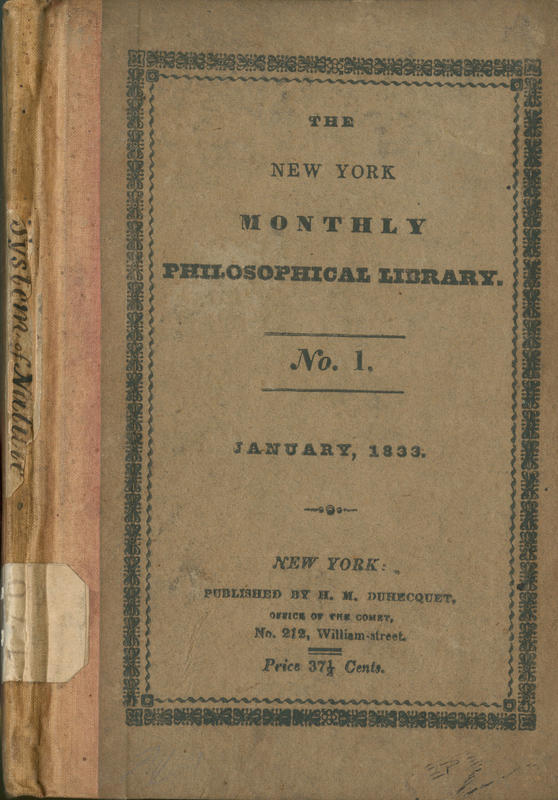 THE
NEW YORK
MONTHLY
PHILOSOPHICAL LIBRARY.
No. 1.
JANUARY, 1833.
NEW YORK:
PUBLISHED BY H. M. DUHECQUET,
OFFICE OF THE COMET,
No. 212, William-street.
Price 37½ Cents.
System of Nature